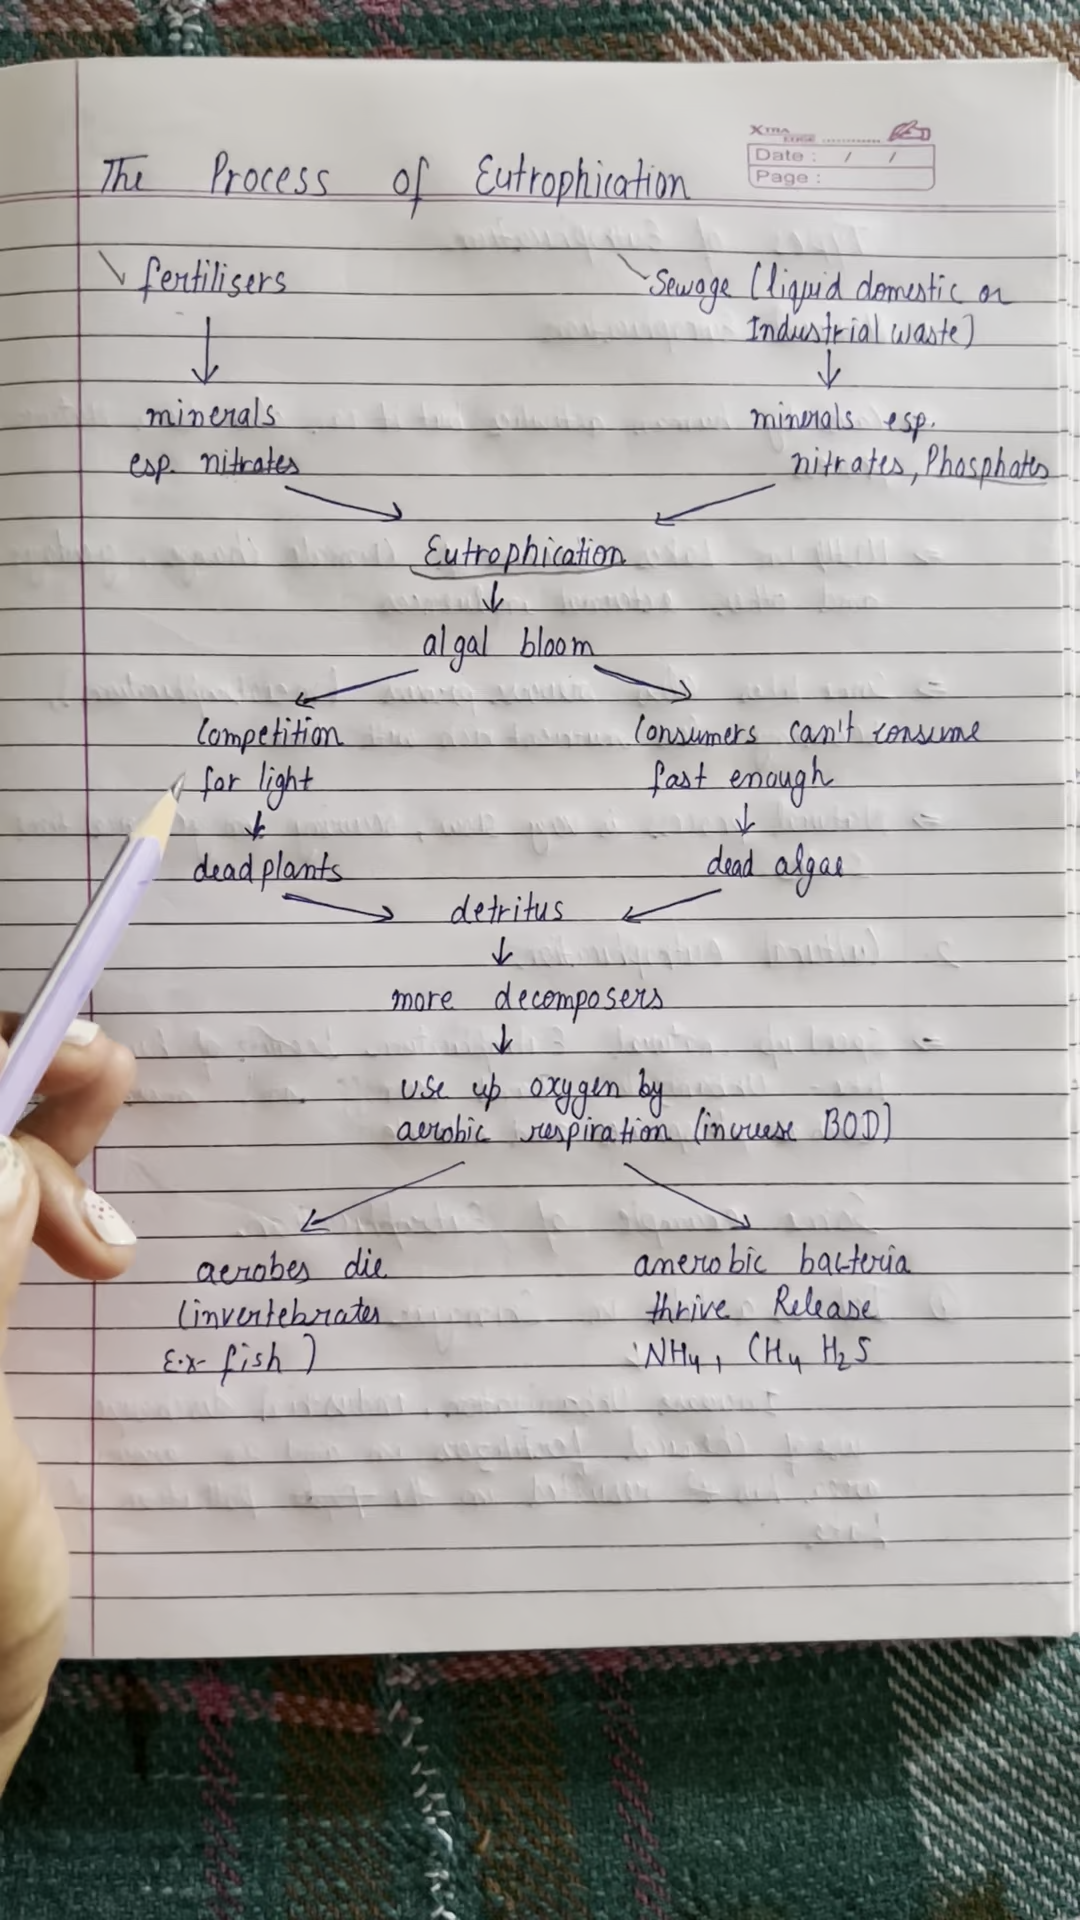 XTRA EDGE
Date : / /
Page :
The Process of Eutrophication
fertilisers
Sewage (liquid domestic or
Industrial waste)
minerals
esp. nitrates
minerals esp.
nitrates, Phosphates
Eutrophication
algal bloom
Competition
for light
Consumers can't consume
fast enough
dead plants
dead algae
detritus
more decomposers
use up oxygen by
aerobic respiration (increese BOD)
aerobes die
(invertebrates
Ex- fish)
anerobic bacteria
thrive Release
NH4, CH4 H2S